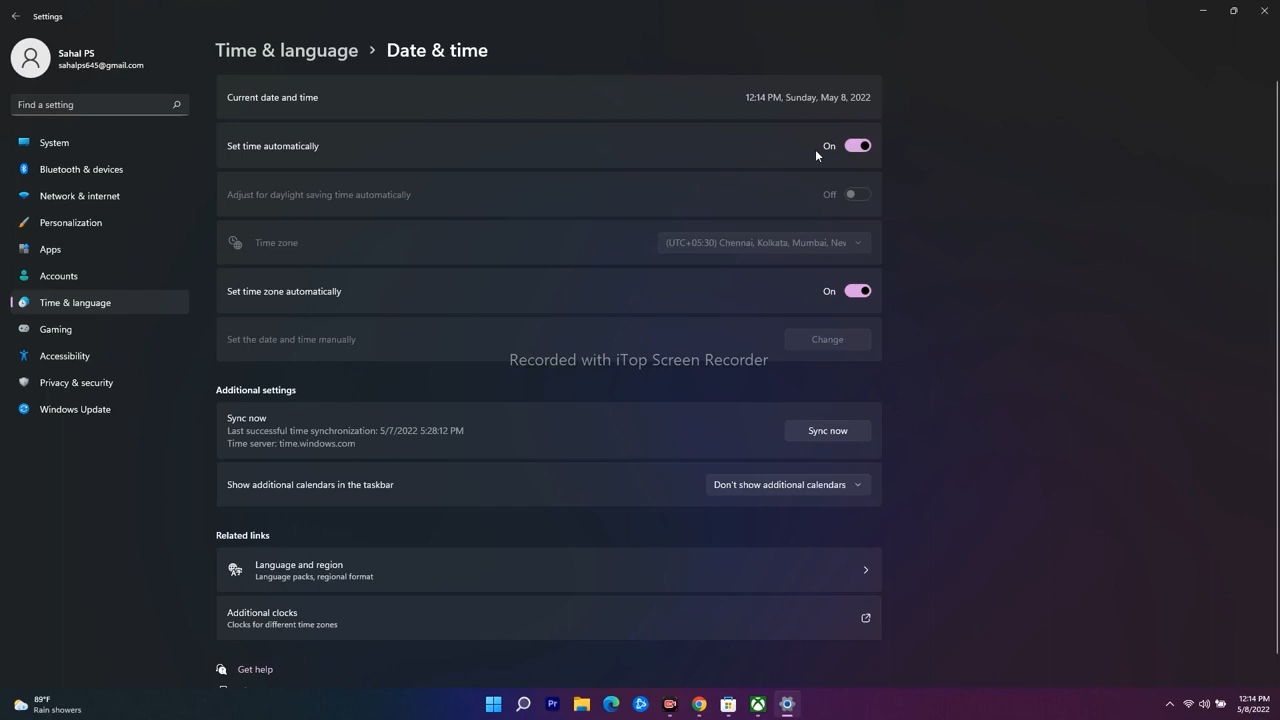 Settings
Sahal PS
sahalps645@gmail.com
Find a setting
System
Bluetooth & devices
Network & internet
Personalization
Apps
Accounts
Time & language
Gaming
Accessibility
Privacy & security
Windows Update
Time & language > Date & time
Current date and time 12:14 PM, Sunday, May 8, 2022
Set time automatically On
Adjust for daylight saving time automatically Off
Time zone (UTC+05:30) Chennai, Kolkata, Mumbai, Nev
Set time zone automatically On
Set the date and time manually Change
Recorded with iTop Screen Recorder
Additional settings
Sync now
Last successful time synchronization: 5/7/2022 5:28:12 PM
Time server: time.windows.com
Sync now
Show additional calendars in the taskbar Don't show additional calendars
Related links
Language and region
Language packs, regional format
Additional clocks
Clocks for different time zones
Get help
89°F
Rain showers
Pr
12:14 PM
5/8/2022